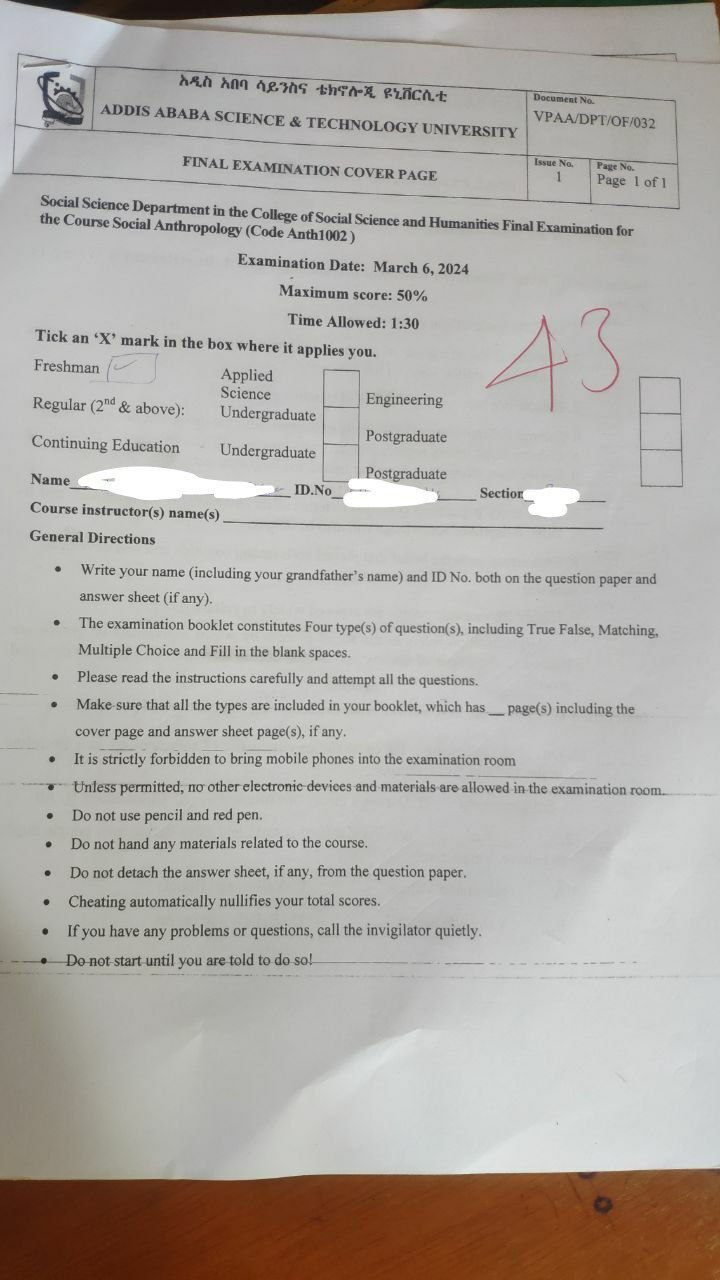 አዲስ አበባ ሳይንስና ቴክኖሎጂ ዩኒቨርሲቲ
ADDIS ABABA SCIENCE & TECHNOLOGY UNIVERSITY
Document No.
VPAA/DPT/OF/032
FINAL EXAMINATION COVER PAGE
Issue No.
1
Page No.
Page 1 of 1
Social Science Department in the College of Social Science and Humanities Final Examination for
the Course Social Anthropology (Code Anth1002 )
Examination Date: March 6, 2024
Maximum score: 50%
Time Allowed: 1:30
43
Tick an ‘X’ mark in the box where it applies you.
Freshman ✓
Applied
Science
Engineering
Regular (2nd & above):
Undergraduate
Postgraduate
Continuing Education
Undergraduate
Postgraduate
Name ID.No Section
Course instructor(s) name(s)
General Directions
• Write your name (including your grandfather’s name) and ID No. both on the question paper and
answer sheet (if any).
• The examination booklet constitutes Four type(s) of question(s), including True False, Matching,
Multiple Choice and Fill in the blank spaces.
• Please read the instructions carefully and attempt all the questions.
• Make sure that all the types are included in your booklet, which has __ page(s) including the
cover page and answer sheet page(s), if any.
• It is strictly forbidden to bring mobile phones into the examination room
• Unless permitted, no other electronic devices and materials are allowed in the examination room.
• Do not use pencil and red pen.
• Do not hand any materials related to the course.
• Do not detach the answer sheet, if any, from the question paper.
• Cheating automatically nullifies your total scores.
• If you have any problems or questions, call the invigilator quietly.
• Do not start until you are told to do so!